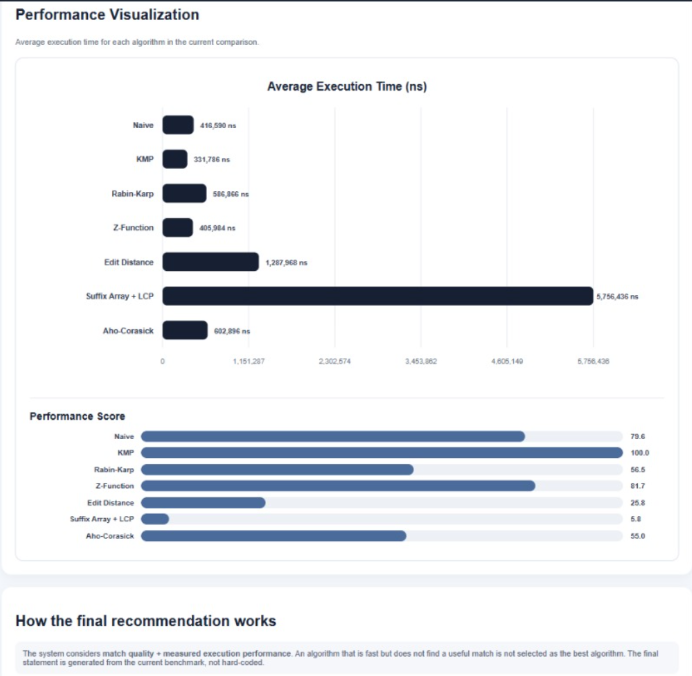 Performance Visualization
Average execution time for each algorithm in the current comparison.
Average Execution Time (ns)
Naive 416,590 ns
KMP 331,786 ns
Rabin-Karp 586,866 ns
Z-Function 405,984 ns
Edit Distance 1,287,968 ns
Suffix Array + LCP 5,756,436 ns
Aho-Corasick 602,896 ns
0 1,151,287 2,302,574 3,453,862 4,605,149 5,756,436
Performance Score
Naive 79.6
KMP 100.0
Rabin-Karp 56.5
Z-Function 81.7
Edit Distance 25.8
Suffix Array + LCP 5.8
Aho-Corasick 55.0
How the final recommendation works
The system considers match quality + measured execution performance. An algorithm that is fast but does not find a useful match is not selected as the best algorithm. The final
statement is generated from the current benchmark, not hard-coded.